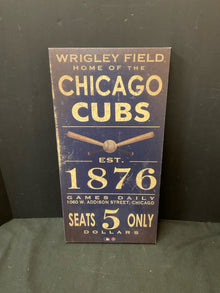 WRIGLEY FIELD
HOME OF THE
CHICAGO
CUBS
EST.
1876
GAMES DAILY
1060 W. ADDISON STREET, CHICAGO
SEATS 5 ONLY
DOLLARS